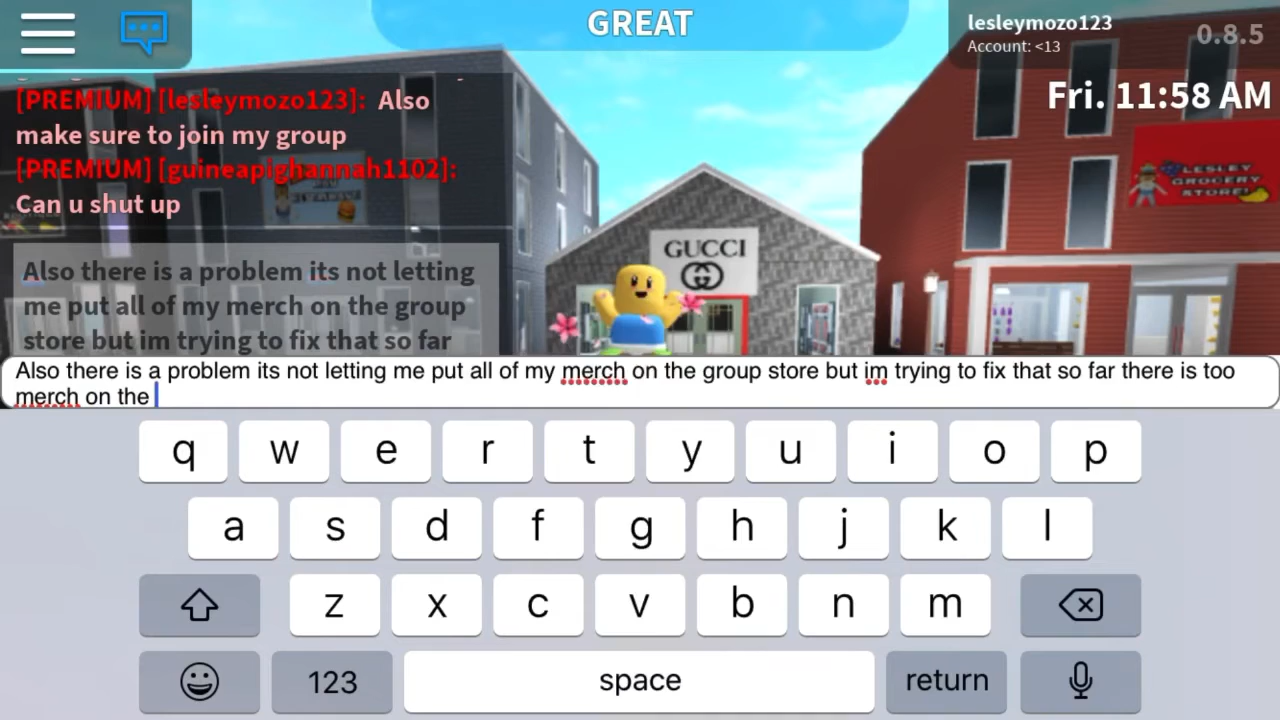 GREAT
lesleymozo123
Account: <13
0.8.5
Fri. 11:58 AM
[PREMIUM] [lesleymozo123]: Also
make sure to join my group
[PREMIUM] [guineapighannah1102]:
Can u shut up
Also there is a problem its not letting
me put all of my merch on the group
store but im trying to fix that so far
GUCCI
LESLEY
GROCERY
STORE!
Also there is a problem its not letting me put all of my merch on the group store but im trying to fix that so far there is too
merch on the
q w e r t y u i o p
a s d f g h j k l
z x c v b n m
123 space return